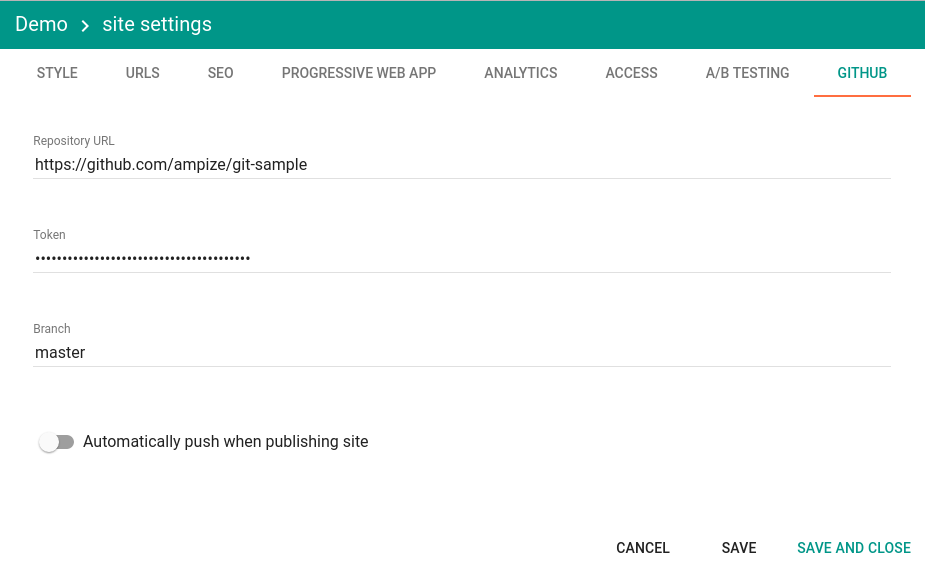 Demo > site settings
STYLE URLS SEO PROGRESSIVE WEB APP ANALYTICS ACCESS A/B TESTING GITHUB
Repository URL
https://github.com/ampize/git-sample
Token
••••••••••••••••••••••••••••••••••••••••
Branch
master
Automatically push when publishing site
CANCEL SAVE SAVE AND CLOSE